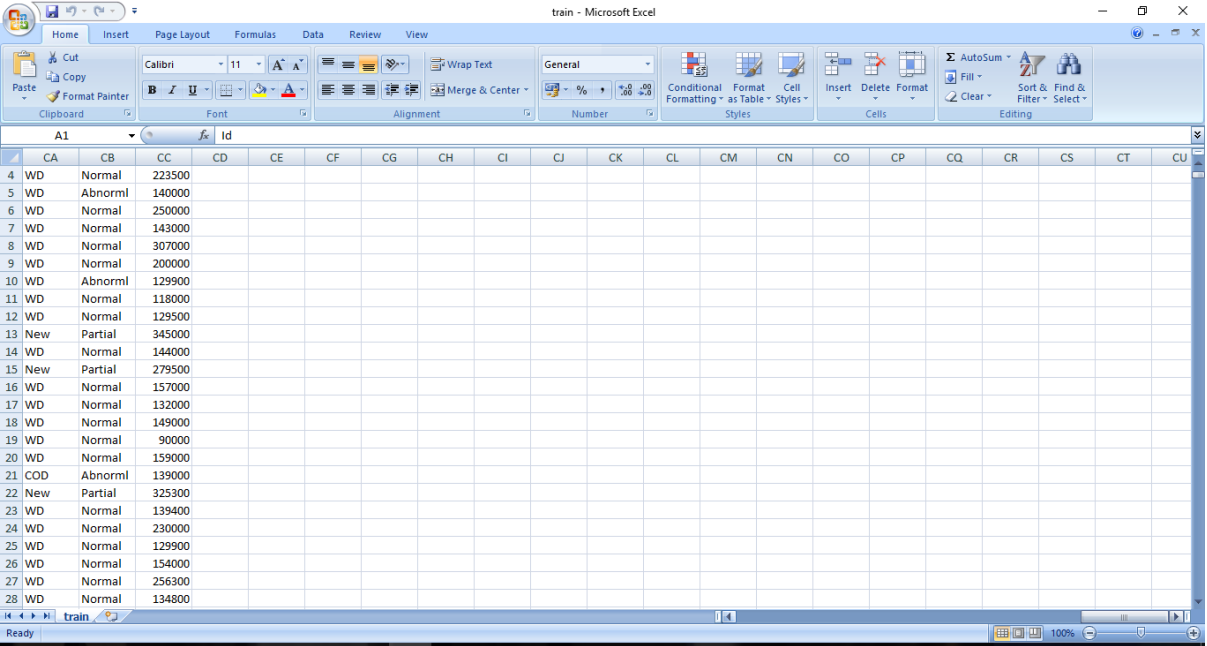 train - Microsoft Excel
Home Insert Page Layout Formulas Data Review View
Cut
Copy
Format Painter
Paste
Clipboard
Calibri 11 A A
B I U A
Font
Wrap Text
Merge & Center
Alignment
General
% , .0 .00 .00 .0
Number
Conditional Formatting
Format as Table
Cell Styles
Styles
Insert Delete Format
Cells
Σ AutoSum
Fill
Clear
Sort & Filter
Find & Select
Editing
A1 fx Id
CA CB CC CD CE CF CG CH CI CJ CK CL CM CN CO CP CQ CR CS CT CU
4 WD Normal 223500
5 WD Abnorml 140000
6 WD Normal 250000
7 WD Normal 143000
8 WD Normal 307000
9 WD Normal 200000
10 WD Abnorml 129900
11 WD Normal 118000
12 WD Normal 129500
13 New Partial 345000
14 WD Normal 144000
15 New Partial 279500
16 WD Normal 157000
17 WD Normal 132000
18 WD Normal 149000
19 WD Normal 90000
20 WD Normal 159000
21 COD Abnorml 139000
22 New Partial 325300
23 WD Normal 139400
24 WD Normal 230000
25 WD Normal 129900
26 WD Normal 154000
27 WD Normal 256300
28 WD Normal 134800
train
Ready 100%